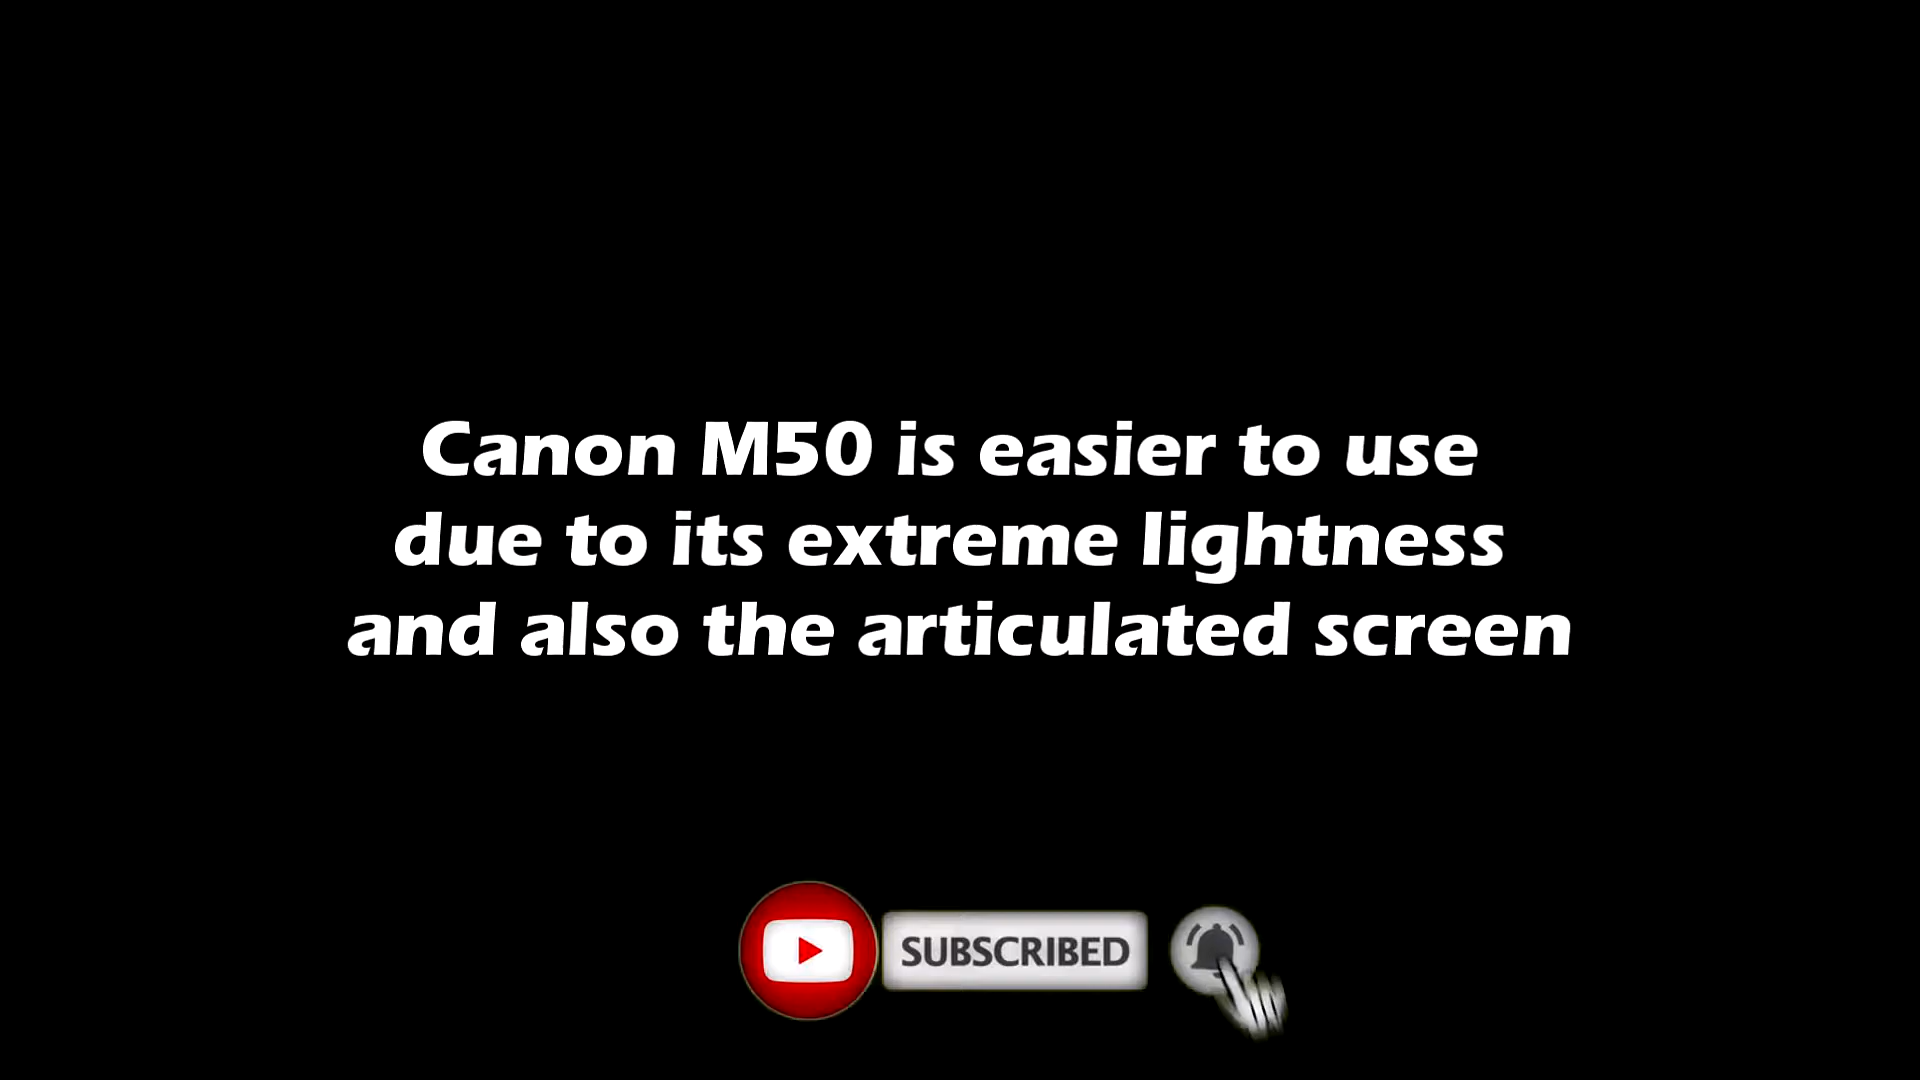 Canon M50 is easier to use
due to its extreme lightness
and also the articulated screen
SUBSCRIBED